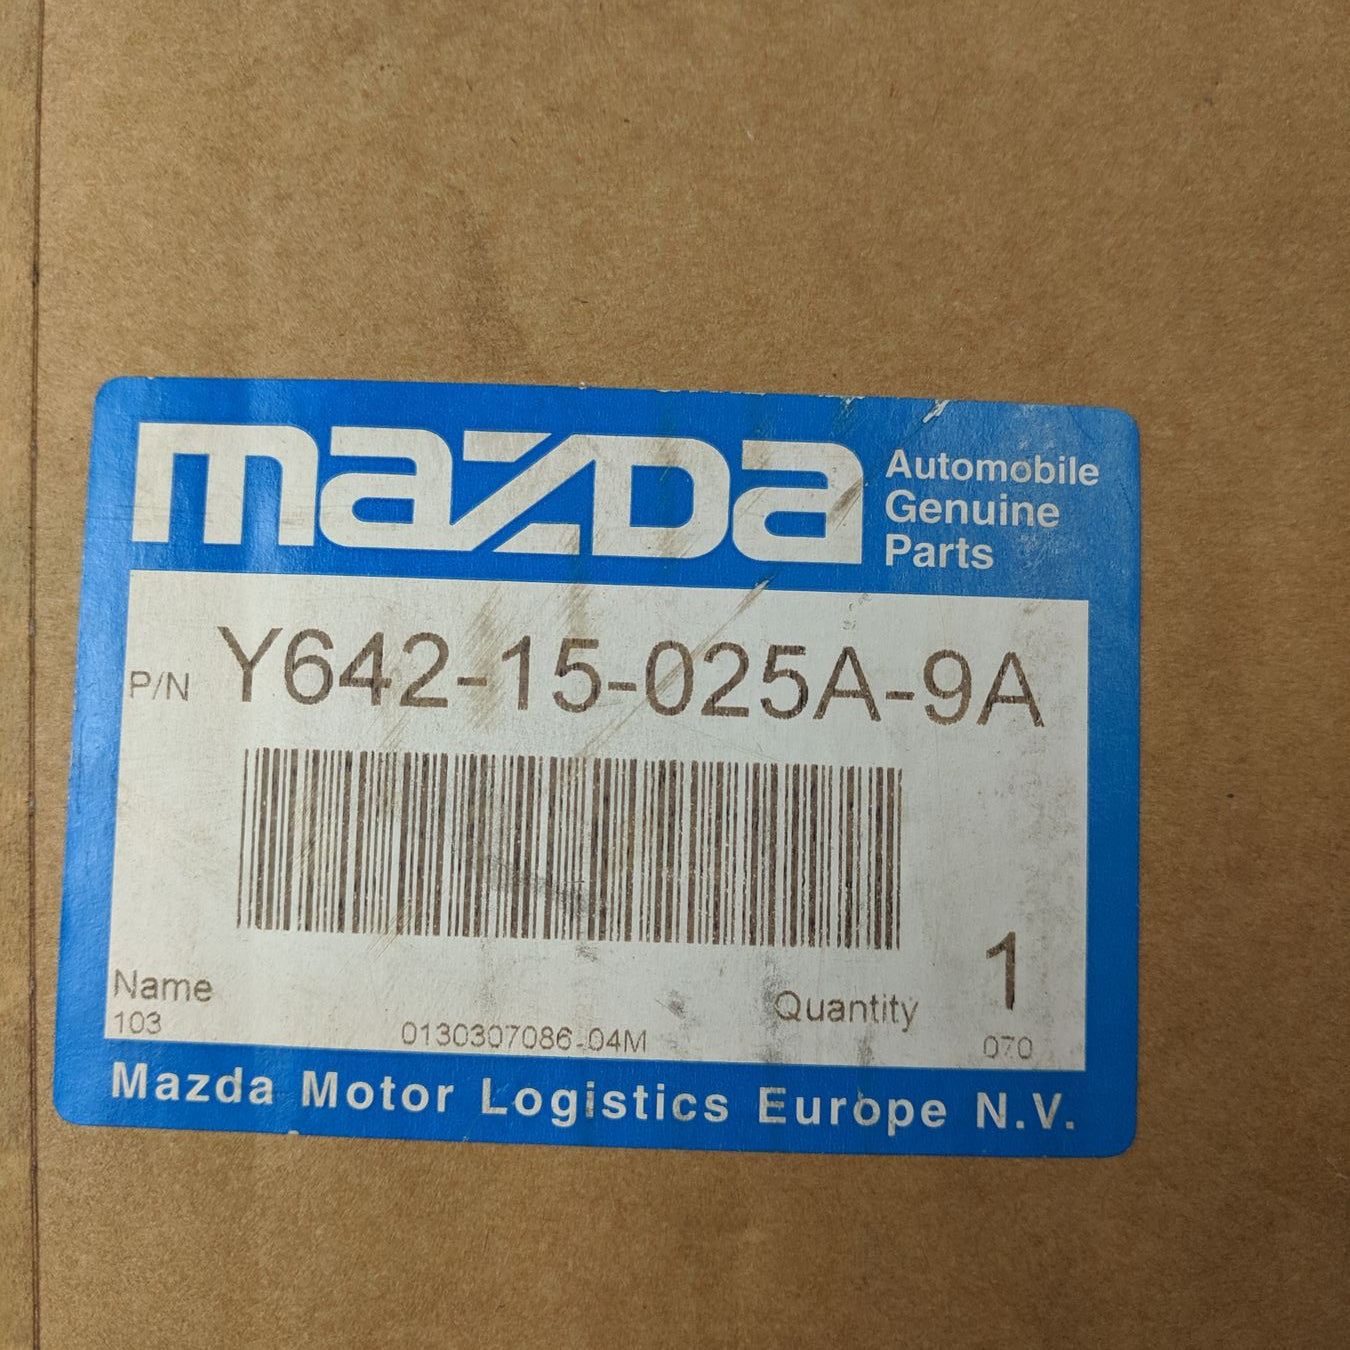 mazda
Automobile
Genuine
Parts
P/N Y642-15-025A-9A
Name
Quantity 1
103 0130307086-04M 070
Mazda Motor Logistics Europe N.V.